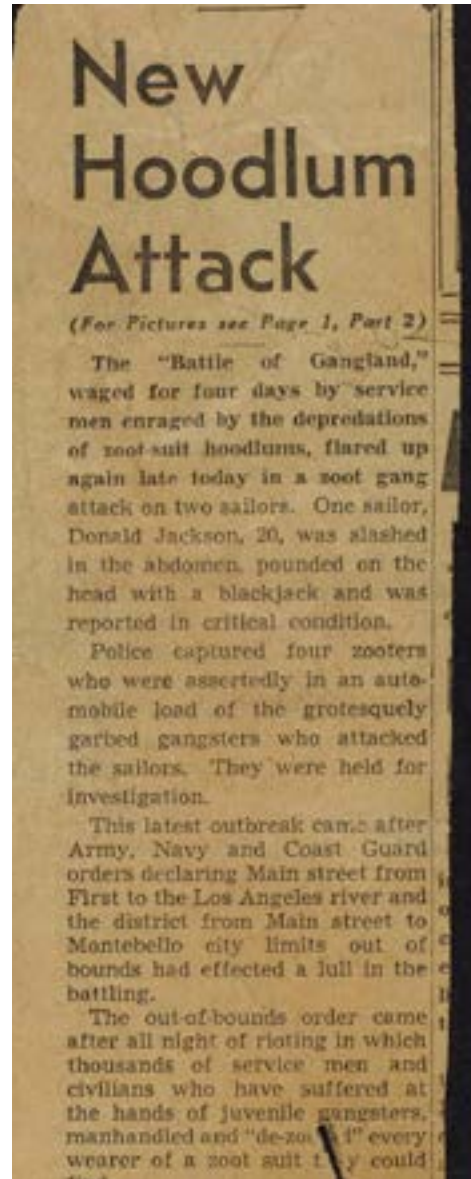 New
Hoodlum
Attack
(For Pictures see Page 1, Part 2)
The "Battle of Gangland,"
waged for four days by service
men enraged by the depredations
of zoot-suit hoodlums, flared up
again late today in a zoot gang
attack on two sailors. One sailor,
Donald Jackson, 20, was slashed
in the abdomen, pounded on the
head with a blackjack and was
reported in critical condition.
Police captured four zooters
who were assertedly in an auto-
mobile load of the grotesquely
garbed gangsters who attacked
the sailors. They were held for
investigation.
This latest outbreak came after
Army, Navy and Coast Guard
orders declaring Main street from
First to the Los Angeles river and
the district from Main street to
Montebello city limits out of
bounds had effected a lull in the
battling.
The out-of-bounds order came
after all night of rioting in which
thousands of service men and
civilians who have suffered at
the hands of juvenile gangsters,
manhandled and every
wearer of a zoot suit they could